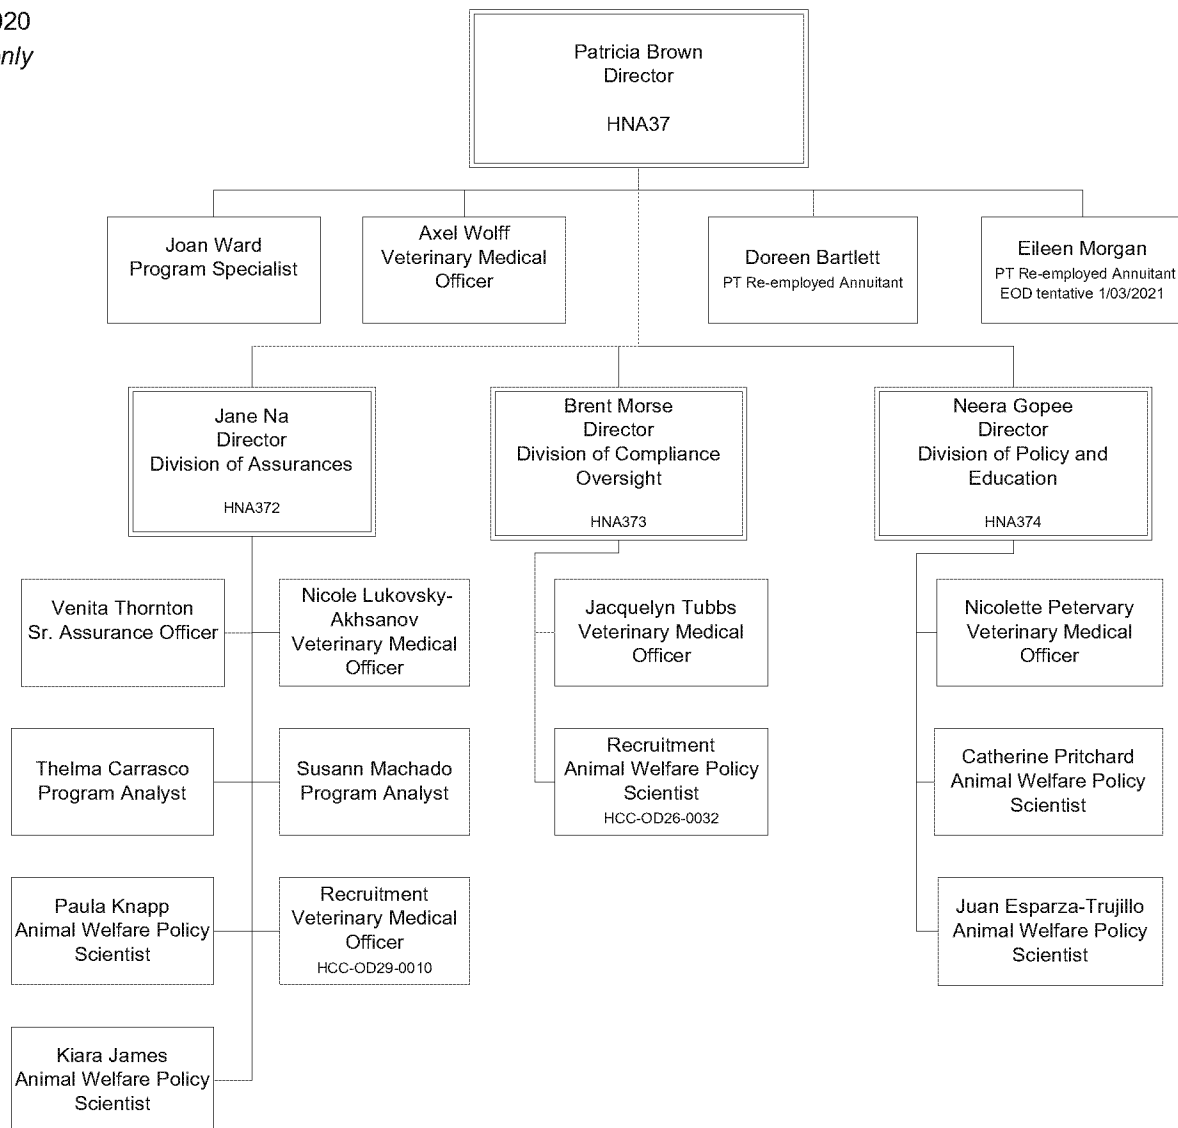 020
only
Patricia Brown
Director
HNA37
Joan Ward
Program Specialist
Axel Wolff
Veterinary Medical
Officer
Doreen Bartlett
PT Re-employed Annuitant
Eileen Morgan
PT Re-employed Annuitant
EOD tentative 1/03/2021
Jane Na
Director
Division of Assurances
HNA372
Brent Morse
Director
Division of Compliance
Oversight
HNA373
Neera Gopee
Director
Division of Policy and
Education
HNA374
Venita Thornton
Sr. Assurance Officer
Nicole Lukovsky-
Akhsanov
Veterinary Medical
Officer
Jacquelyn Tubbs
Veterinary Medical
Officer
Nicolette Petervary
Veterinary Medical
Officer
Thelma Carrasco
Program Analyst
Susann Machado
Program Analyst
Recruitment
Animal Welfare Policy
Scientist
HCC-OD26-0032
Catherine Pritchard
Animal Welfare Policy
Scientist
Paula Knapp
Animal Welfare Policy
Scientist
Recruitment
Veterinary Medical
Officer
HCC-OD29-0010
Juan Esparza-Trujillo
Animal Welfare Policy
Scientist
Kiara James
Animal Welfare Policy
Scientist